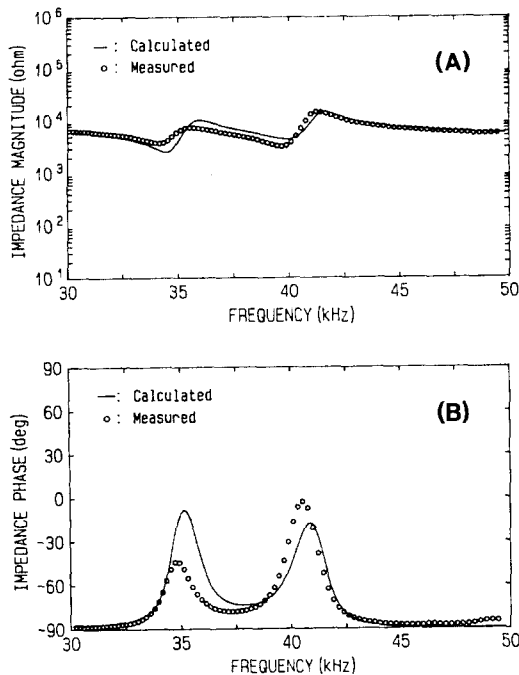 10^6
10^5
10^4
10^3
10^2
10^1
IMPEDANCE MAGNITUDE (ohm)
— : Calculated
o : Measured
(A)
30 35 40 45 50
FREQUENCY (kHz)
90
60
30
0
-30
-60
-90
IMPEDANCE PHASE (deg)
—: Calculated
o : Measured
(B)
30 35 40 45 50
FREQUENCY (kHz)